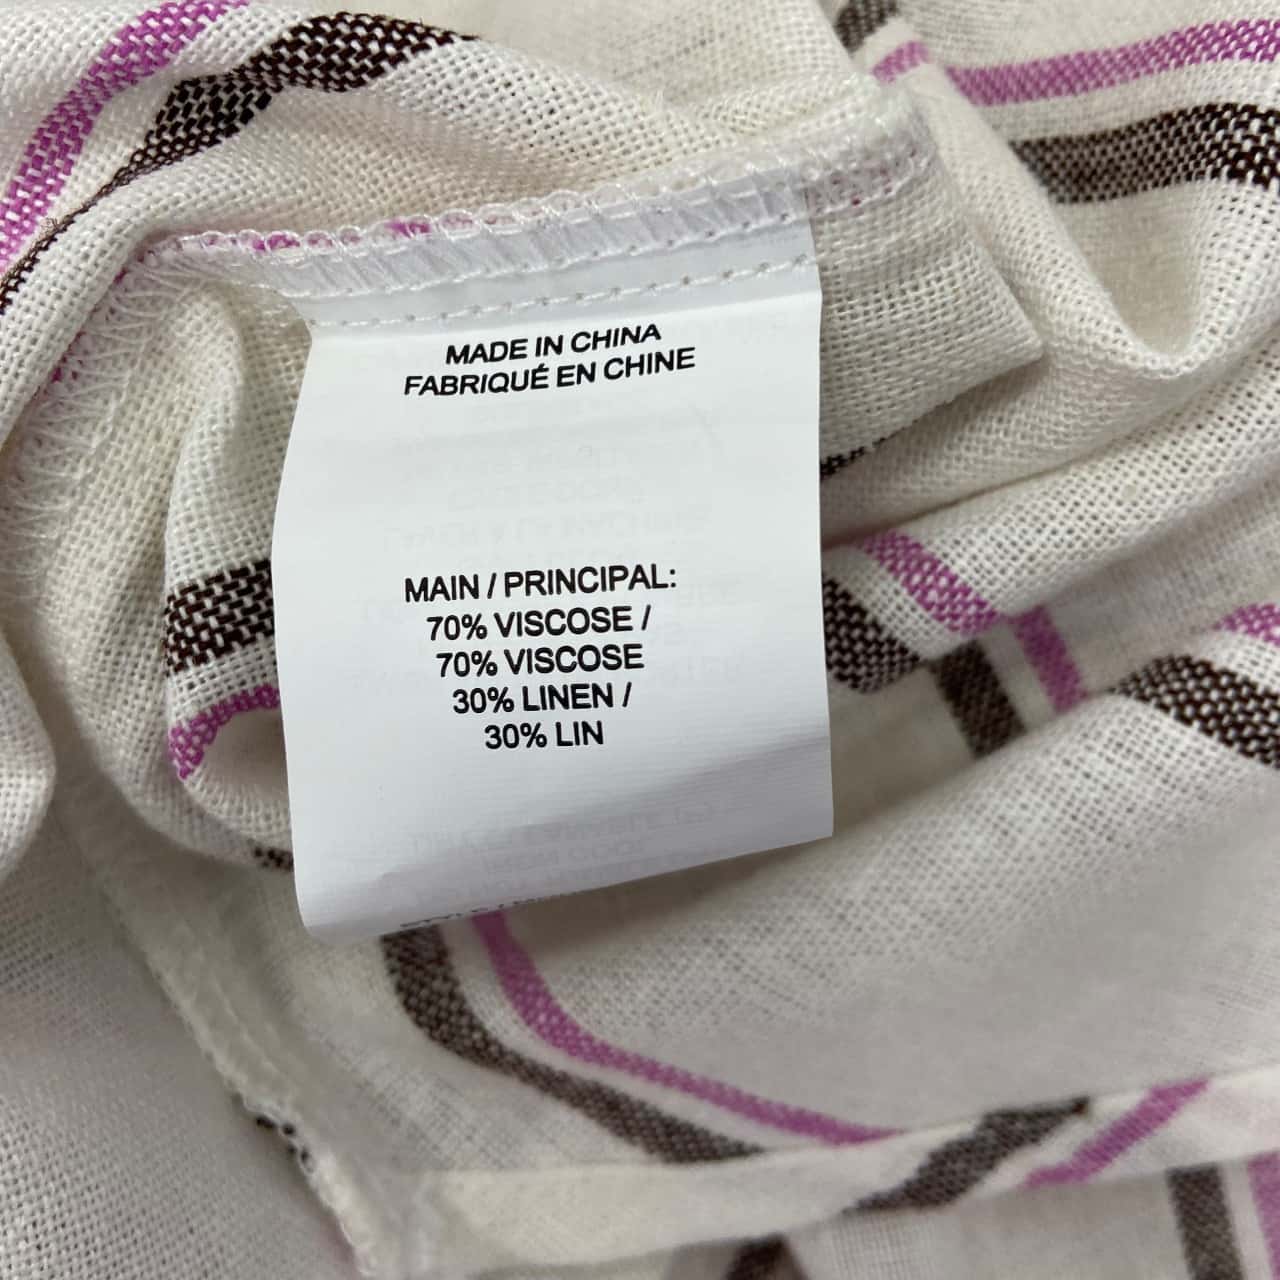 MADE IN CHINA
FABRIQUÉ EN CHINE
MAIN / PRINCIPAL:
70% VISCOSE /
70% VISCOSE
30% LINEN /
30% LIN